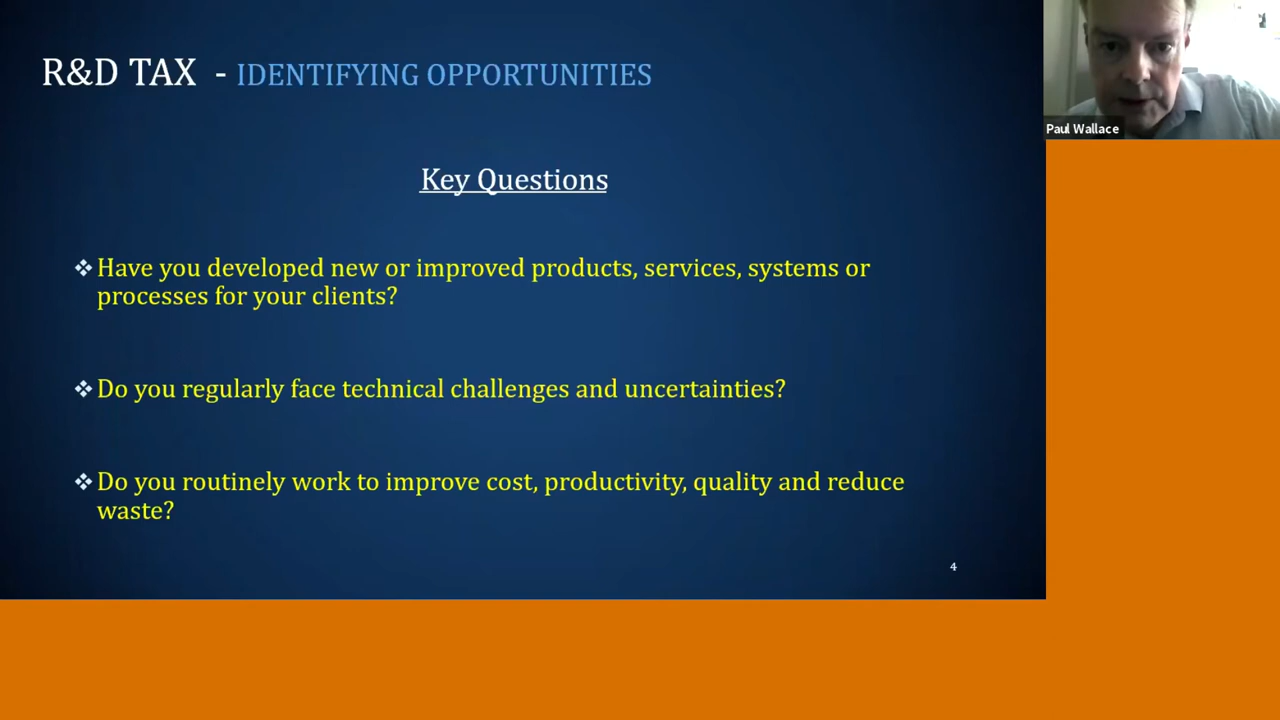 R&D TAX - IDENTIFYING OPPORTUNITIES
Paul Wallace
Key Questions
❖Have you developed new or improved products, services, systems or
processes for your clients?
❖Do you regularly face technical challenges and uncertainties?
❖Do you routinely work to improve cost, productivity, quality and reduce
waste?
4